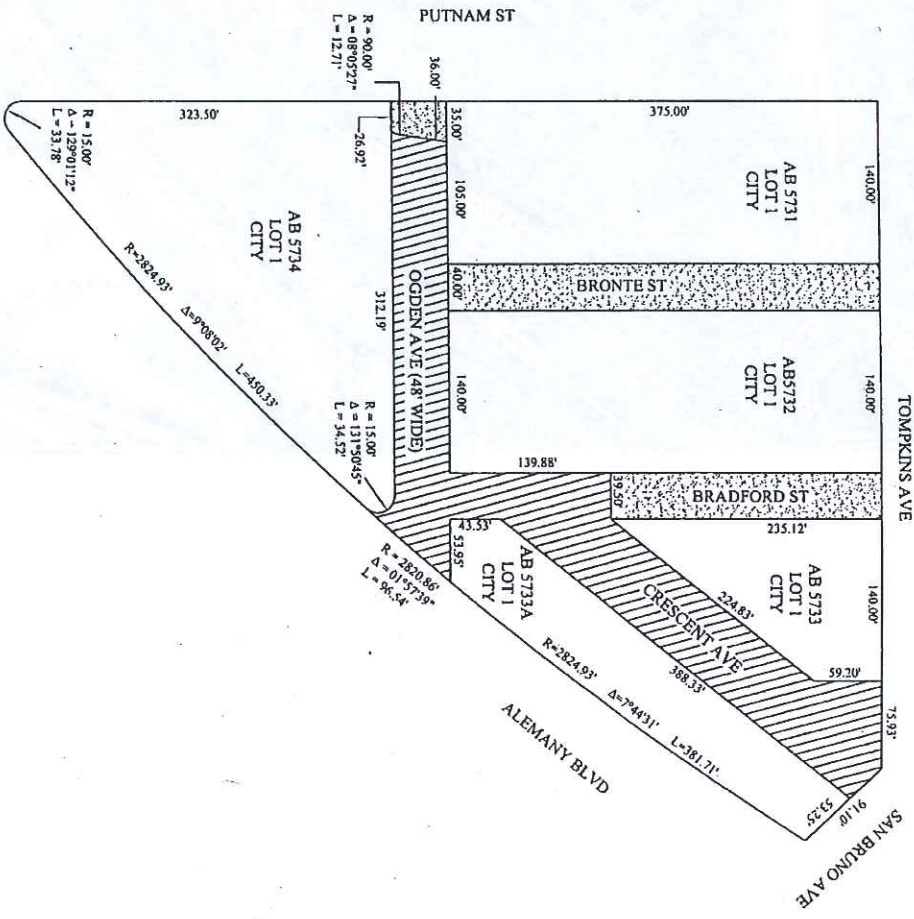 PUTNAM ST
R = 90.00'
Δ = 08°05'27"
L = 12.71'
36.00'
323.50'
26.92'
35.00'
375.00'
R = 15.00'
Δ = 129°01'12"
L = 33.78'
AB 5734
LOT 1
CITY
105.00'
140.00'
AB 5731
LOT 1
CITY
R=2824.93'
Δ=9°08'02"
L=450.33'
312.19'
OGDEN AVE (48' WIDE)
40.00'
BRONTE ST
140.00'
AB5732
LOT 1
CITY
140.00'
TOMPKINS AVE
R = 15.00'
Δ = 131°50'45"
L = 34.52'
139.88'
39.50'
BRADFORD ST
235.12'
43.53'
53.95'
R = 2820.86'
Δ = 01°57'39"
L = 96.54'
AB 5733A
LOT 1
CITY
CRESCENT AVE
224.83'
388.33'
AB 5733
LOT 1
CITY
140.00'
59.20'
75.93'
R=2824.93'
Δ=7°44'31"
L=381.71'
ALEMANY BLVD
53.25'
91.10'
SAN BRUNO AVE